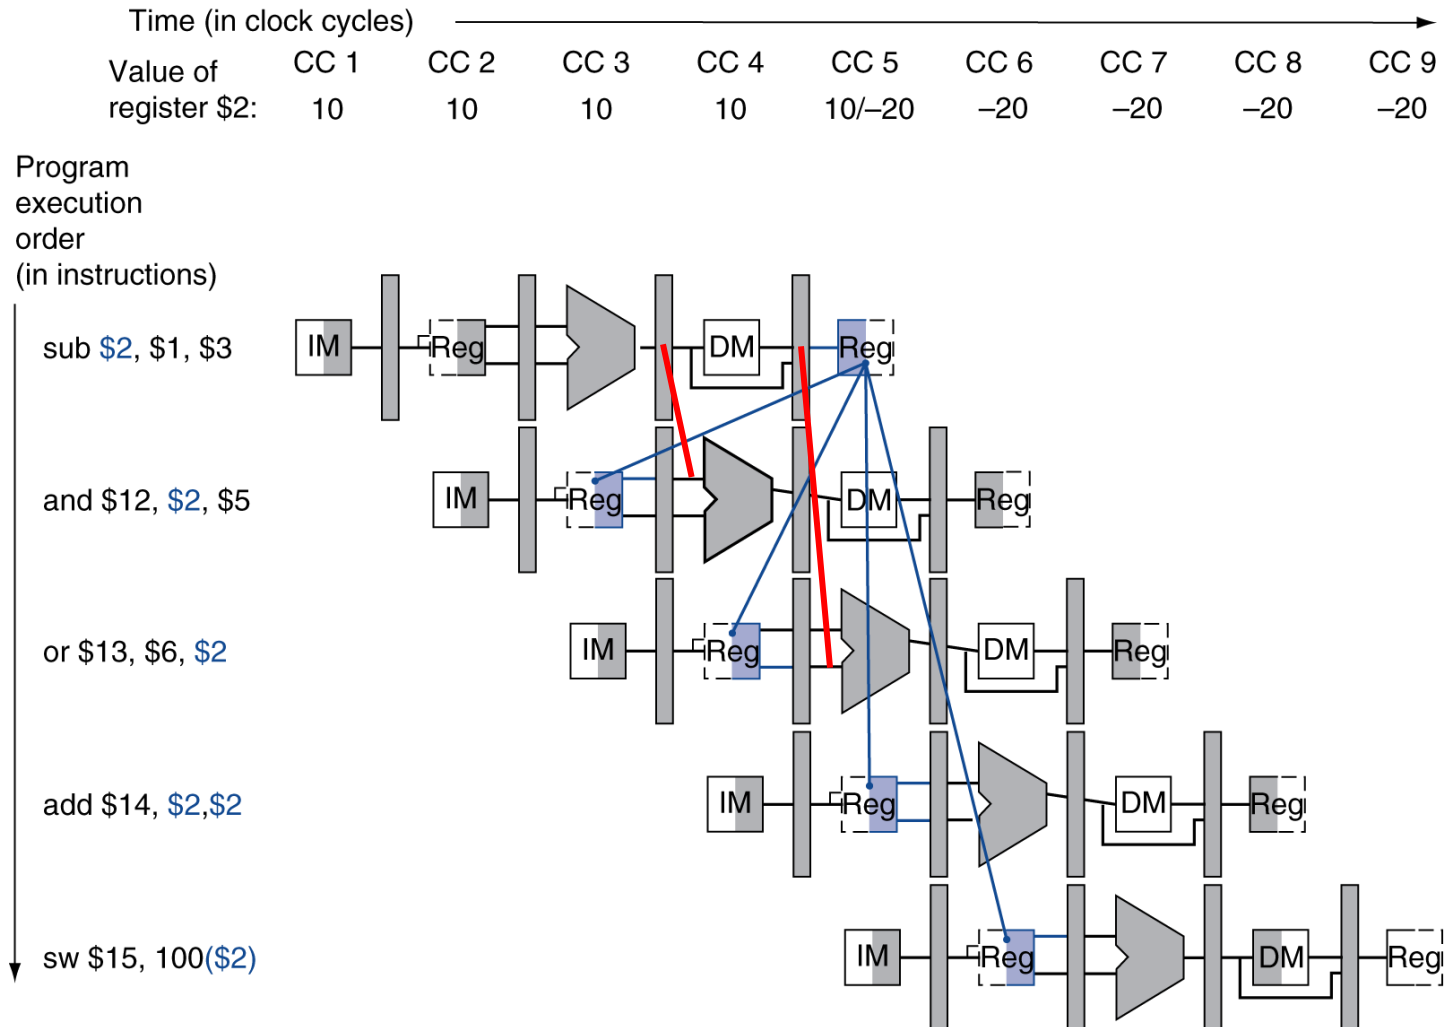 Time (in clock cycles)
CC 1 CC 2 CC 3 CC 4 CC 5 CC 6 CC 7 CC 8 CC 9
Value of
register $2: 10 10 10 10 10/–20 –20 –20 –20 –20
Program
execution
order
(in instructions)
sub $2, $1, $3 IM Reg DM Reg
and $12, $2, $5 IM Reg DM Reg
or $13, $6, $2 IM Reg DM Reg
add $14, $2,$2 IM Reg DM Reg
sw $15, 100($2) IM Reg DM Reg